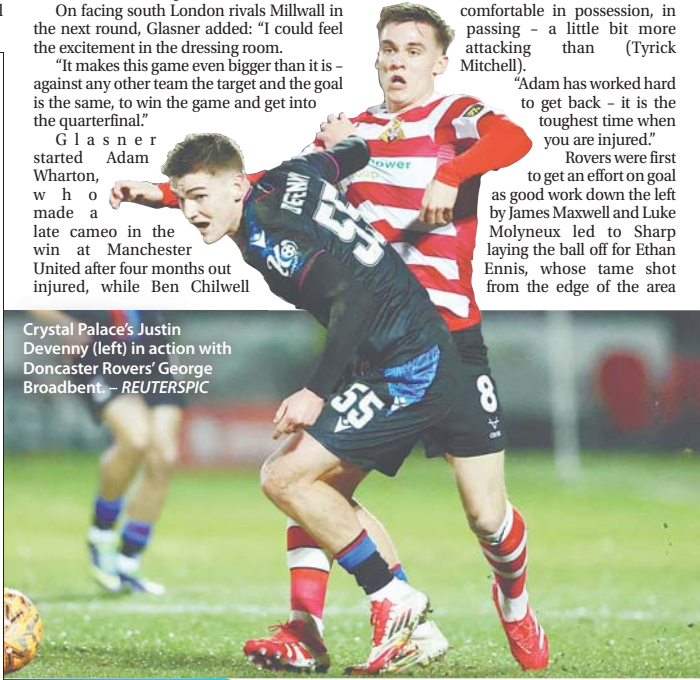 On facing south London rivals Millwall in
the next round, Glasner added: “I could feel
the excitement in the dressing room.
“It makes this game even bigger than it is –
against any other team the target and the goal
is the same, to win the game and get into
the quarterfinal.”
Glasner
started Adam
Wharton,
who
made a
late cameo in the
win at Manchester
United after four months out
injured, while Ben Chilwell
comfortable in possession, in
passing – a little bit more
attacking than (Tyrick
Mitchell).
“Adam has worked hard
to get back – it is the
toughest time when
you are injured.”
Rovers were first
to get an effort on goal
as good work down the left
by James Maxwell and Luke
Molyneux led to Sharp
laying the ball off for Ethan
Ennis, whose tame shot
from the edge of the area
Crystal Palace’s Justin
Devenny (left) in action with
Doncaster Rovers’ George
Broadbent. – REUTERSPIC
55
55
8